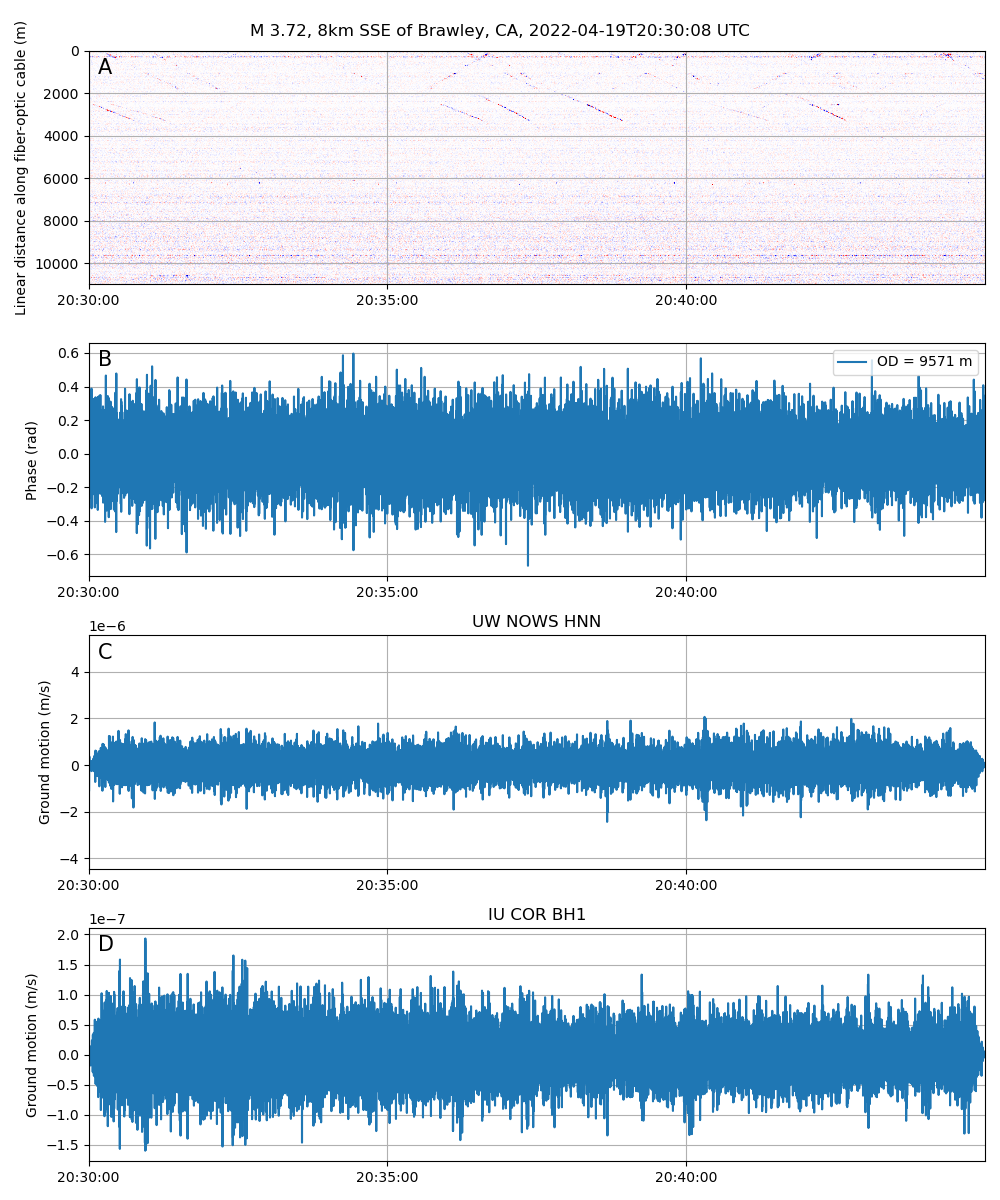 M 3.72, 8km SSE of Brawley, CA, 2022-04-19T20:30:08 UTC
A
Linear distance along fiber-optic cable (m)
0
2000
4000
6000
8000
10000
20:30:00 20:35:00 20:40:00
B
OD = 9571 m
Phase (rad)
0.6
0.4
0.2
0.0
−0.2
−0.4
−0.6
20:30:00 20:35:00 20:40:00
UW NOWS HNN
1e−6
C
Ground motion (m/s)
4
2
0
−2
−4
20:30:00 20:35:00 20:40:00
IU COR BH1
1e−7
D
Ground motion (m/s)
2.0
1.5
1.0
0.5
0.0
−0.5
−1.0
−1.5
20:30:00 20:35:00 20:40:00